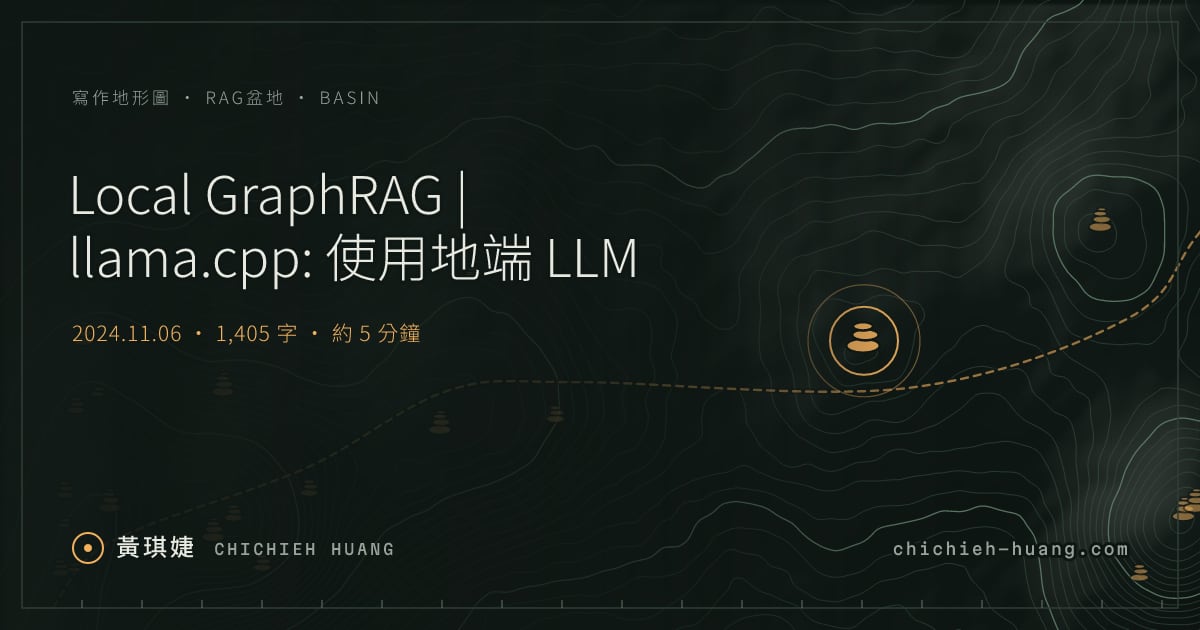 寫作地形圖 · RAG盆地 · BASIN
Local GraphRAG |
llama.cpp: 使用地端 LLM
2024.11.06 · 1,405 字 · 約 5 分鐘
黃琪婕 CHICHIEH HUANG
chichieh-huang.com